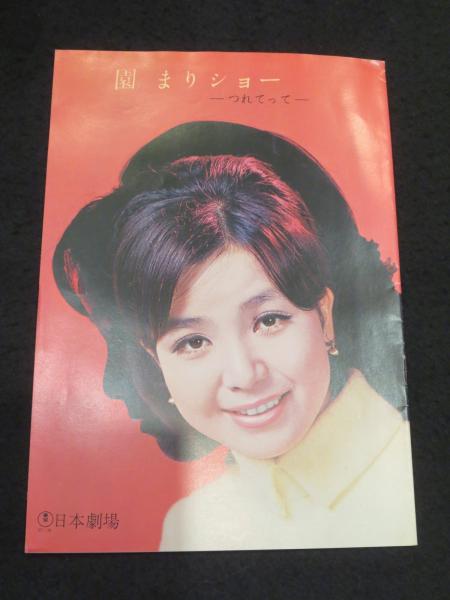 園 まりショー
―つれてって―
日本劇場